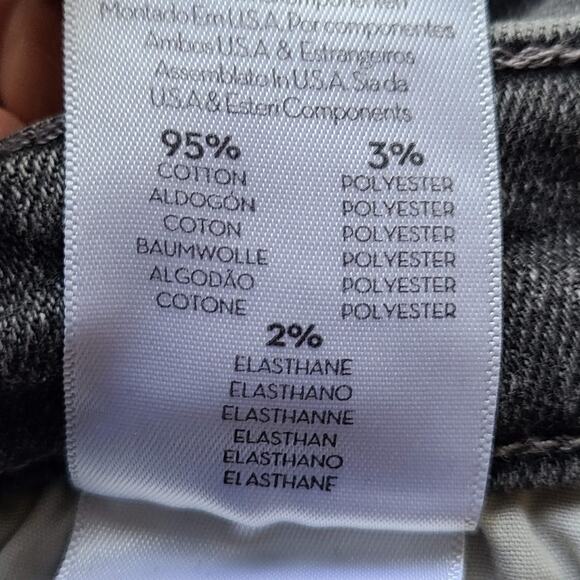 Montado Em U.S.A. Por componentes
Ambos U.S.A & Estrangeiros
Assemblato In U.S.A. Sia da
U.S.A & Esteri Components
95%
COTTON
ALDOGÓN
COTON
BAUMWOLLE
ALGODÃO
COTONE
3%
POLYESTER
POLYESTER
POLYESTER
POLYESTER
POLYESTER
POLYESTER
2%
ELASTHANE
ELASTHANO
ELASTHANNE
ELASTHAN
ELASTHANO
ELASTHANE